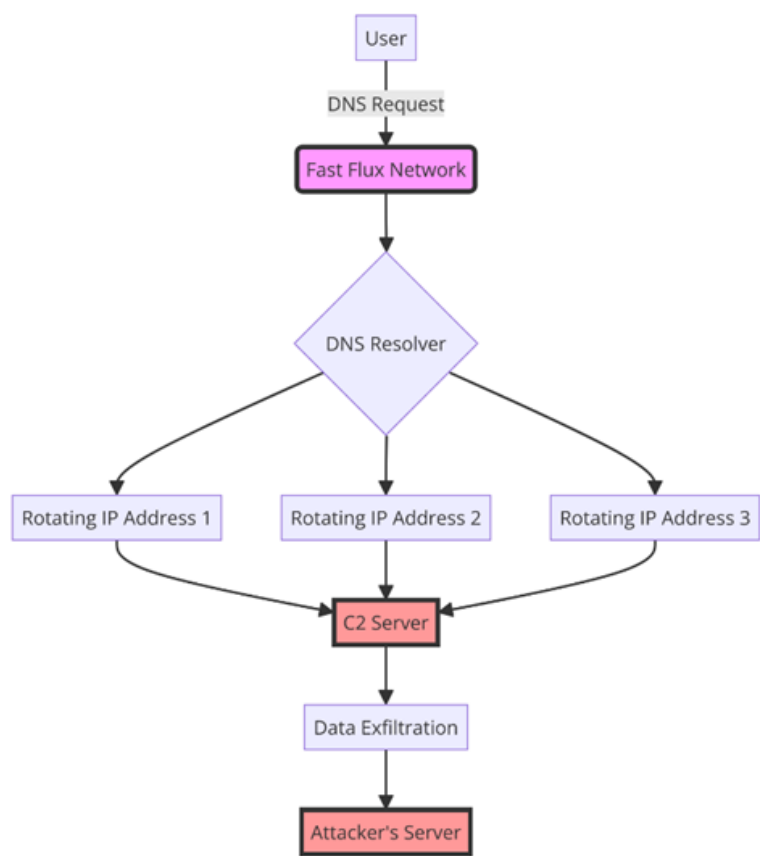 User
DNS Request
Fast Flux Network
DNS Resolver
Rotating IP Address 1
Rotating IP Address 2
Rotating IP Address 3
C2 Server
Data Exfiltration
Attacker's Server